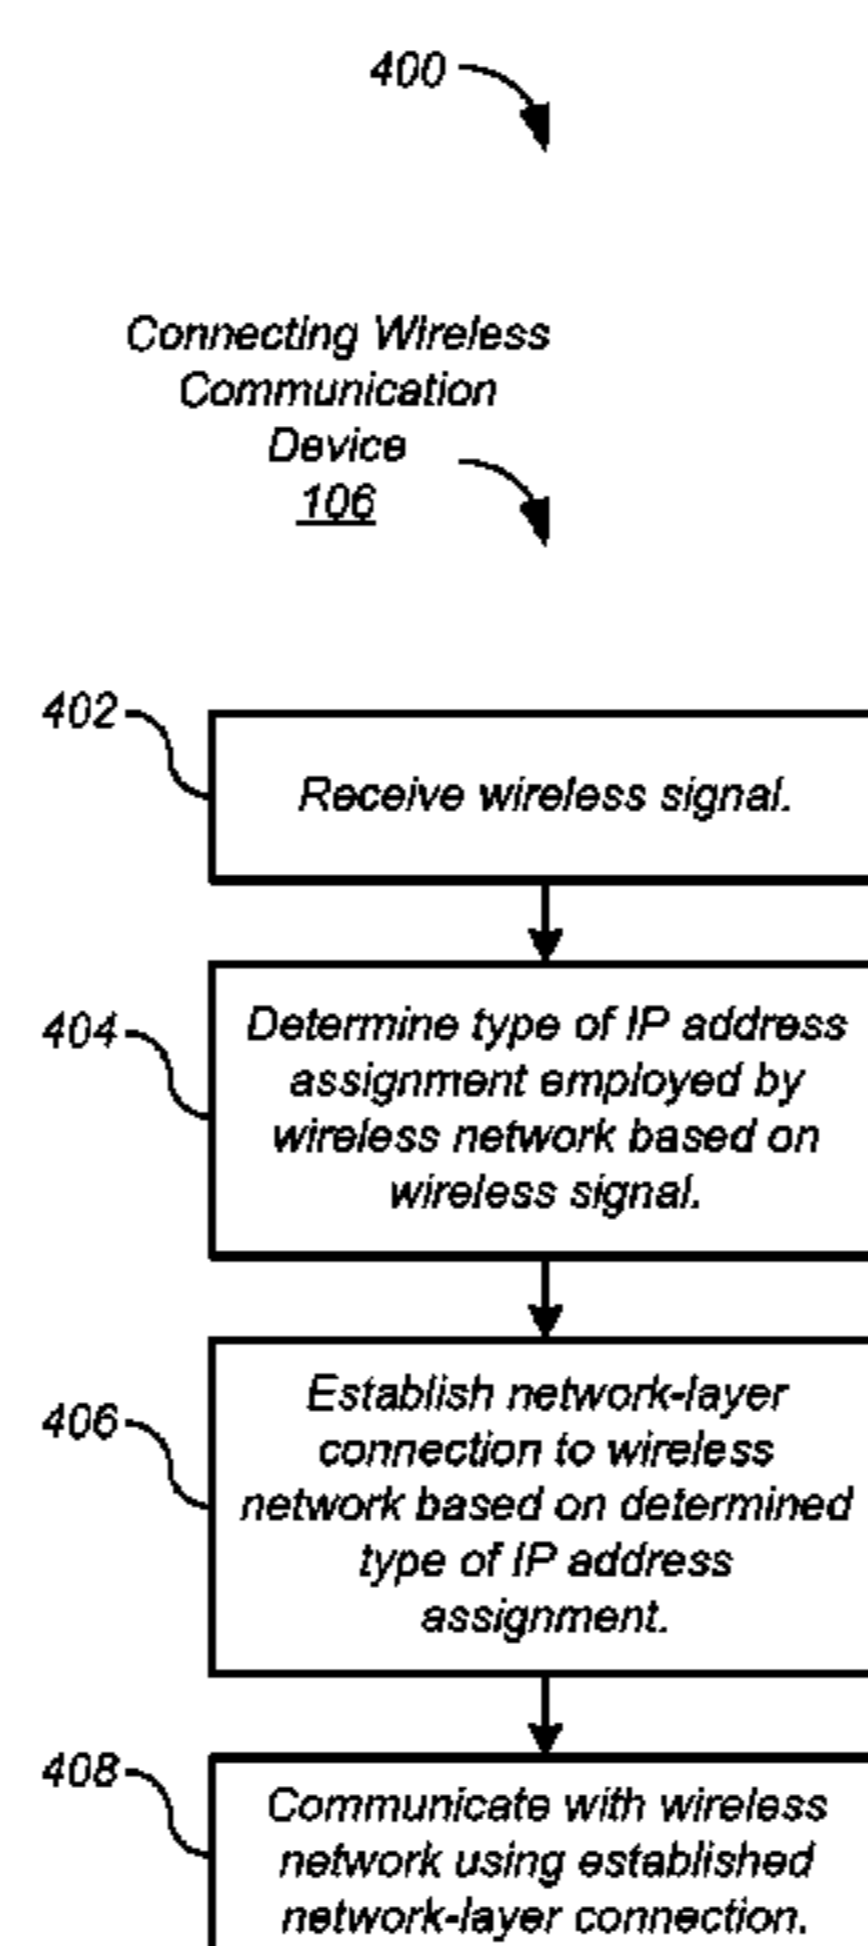 400
Connecting Wireless
Communication
Device
106
402
Receive wireless signal.
404
Determine type of IP address
assignment employed by
wireless network based on
wireless signal.
406
Establish network-layer
connection to wireless
network based on determined
type of IP address
assignment.
408
Communicate with wireless
network using established
network-layer connection.